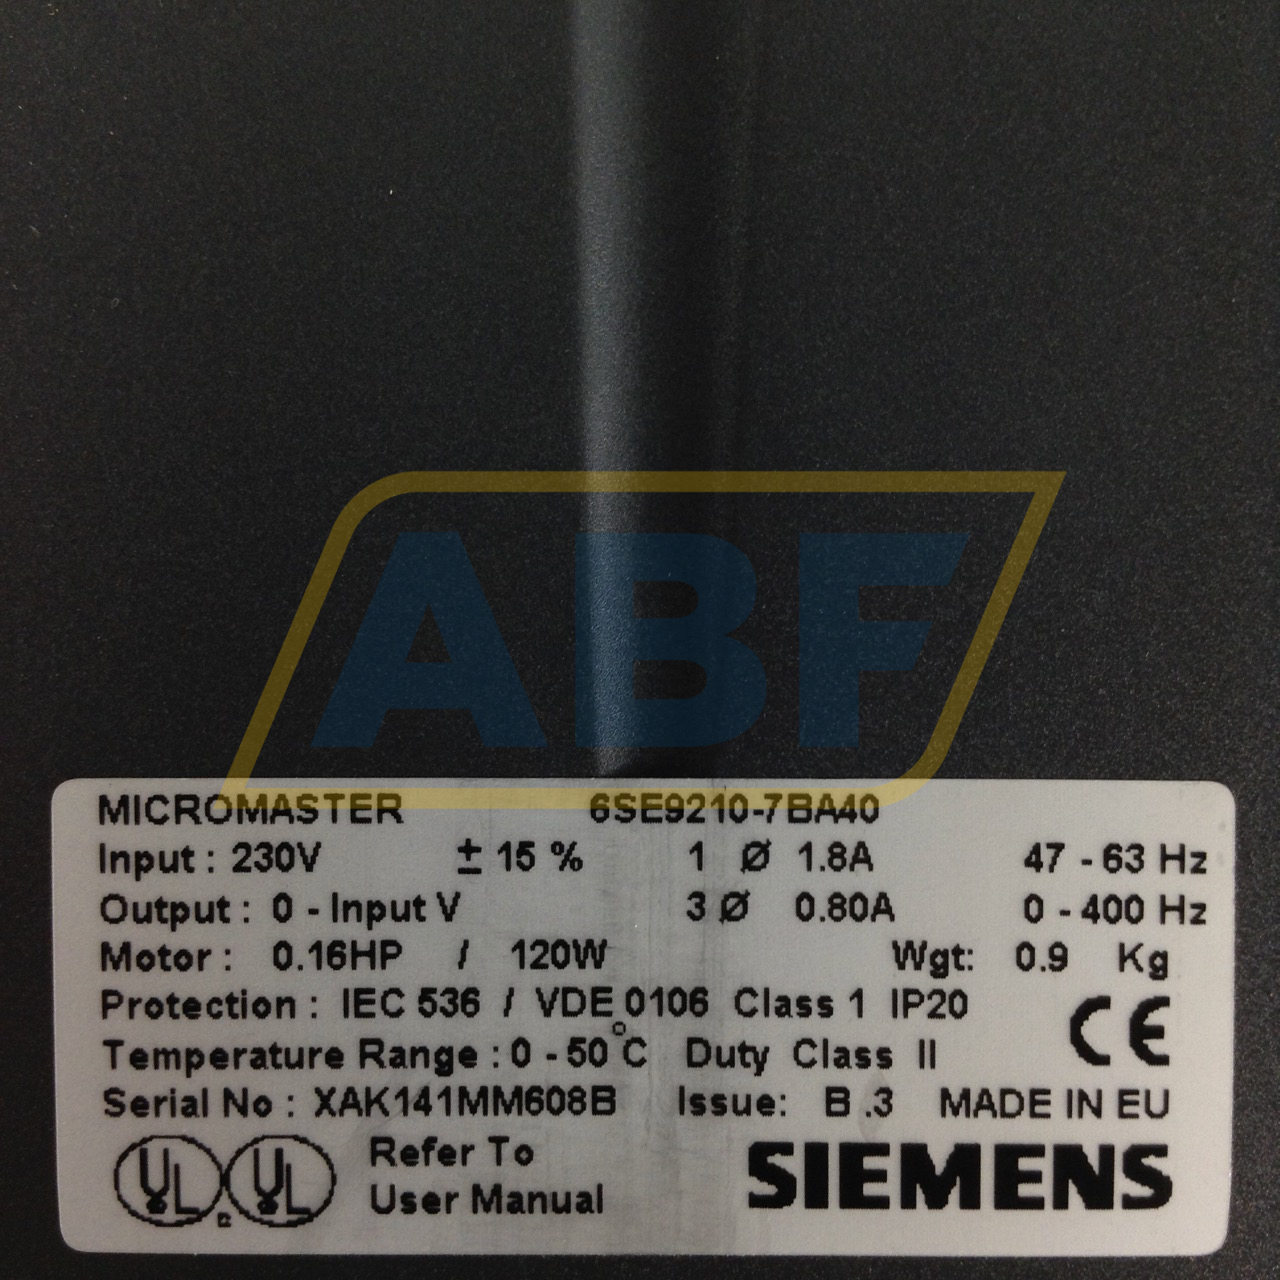 ABF
MICROMASTER 6SE9210-7BA40
Input : 230V ± 15 % 1 Ø 1.8A 47 - 63 Hz
Output : 0 - Input V 3 Ø 0.80A 0 - 400 Hz
Motor : 0.16HP / 120W Wgt: 0.9 Kg
Protection : IEC 536 / VDE 0106 Class 1 IP20
CE
Temperature Range : 0 - 50°C Duty Class II
Serial No : XAK141MM608B Issue: B .3 MADE IN EU
UL c UL Refer To
User Manual
SIEMENS